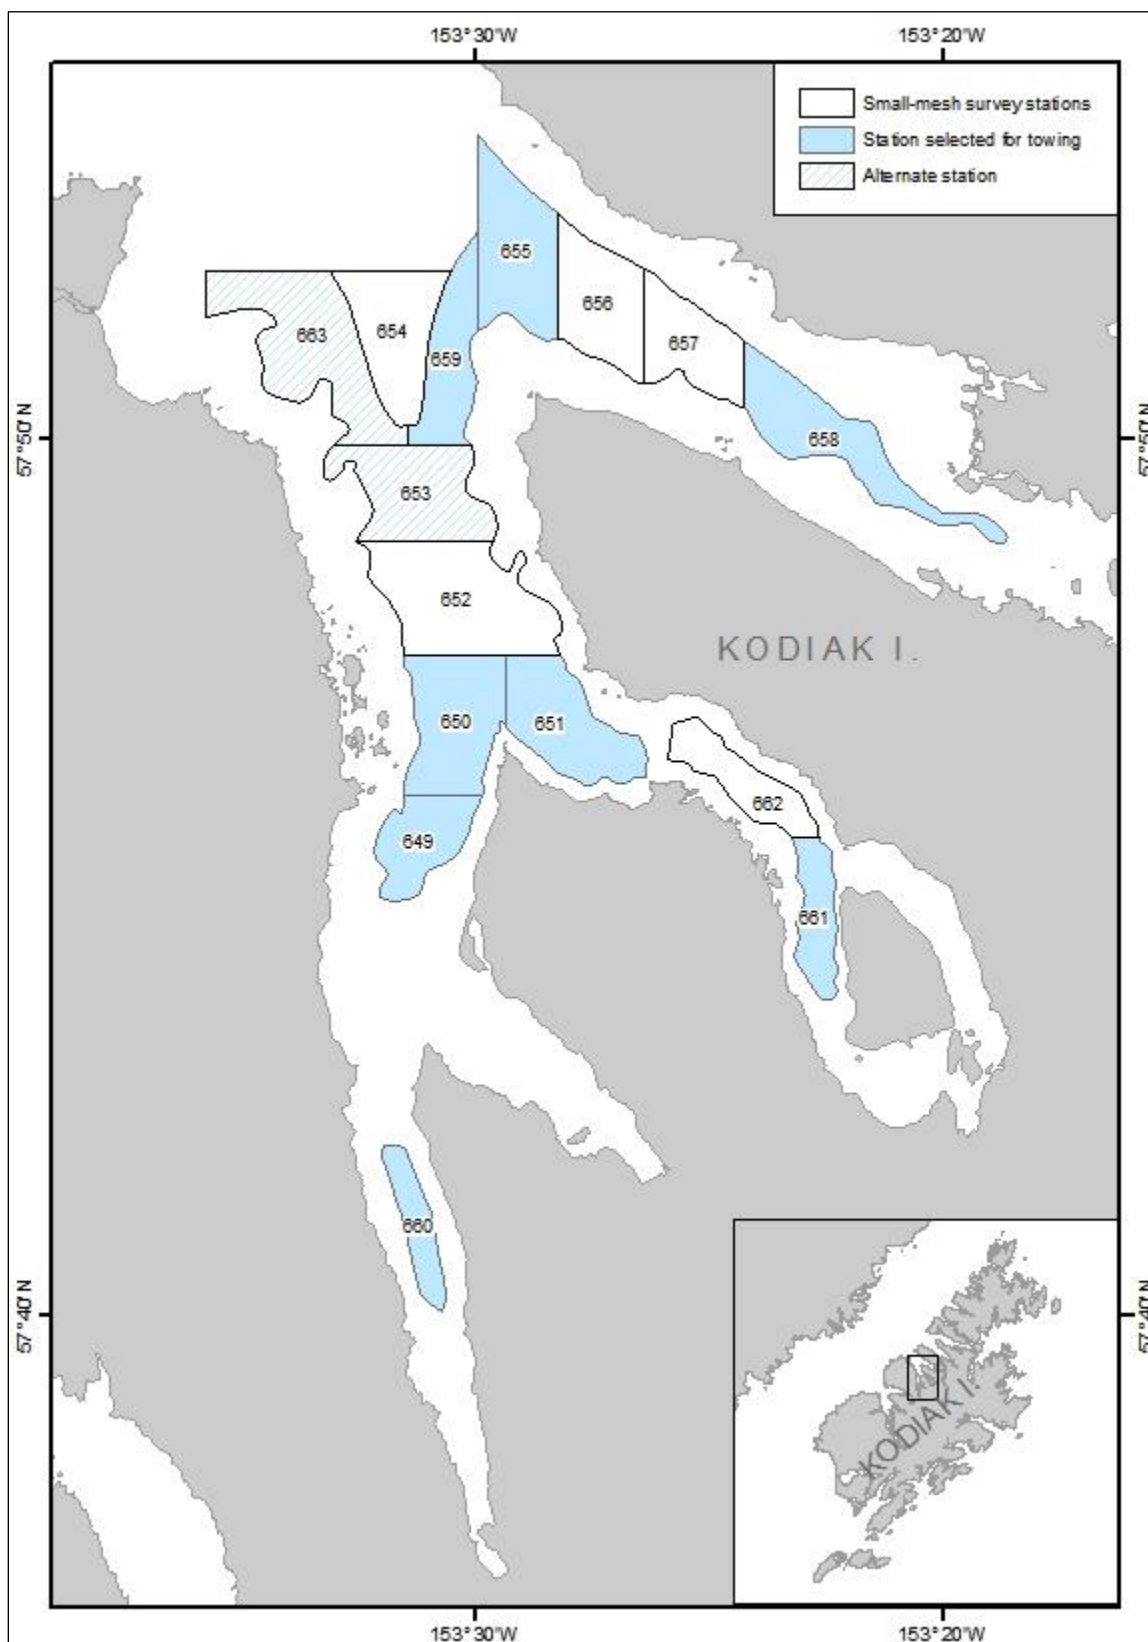 153°30'W
153°20'W
Small-mesh survey stations
Station selected for towing
Alternate station
655
656
663
654
657
659
57°50'N
658
57°50'N
653
652
KODIAK I.
650
651
662
649
661
660
57°40'N
57°40'N
KODIAK I.
153°30'W
153°20'W